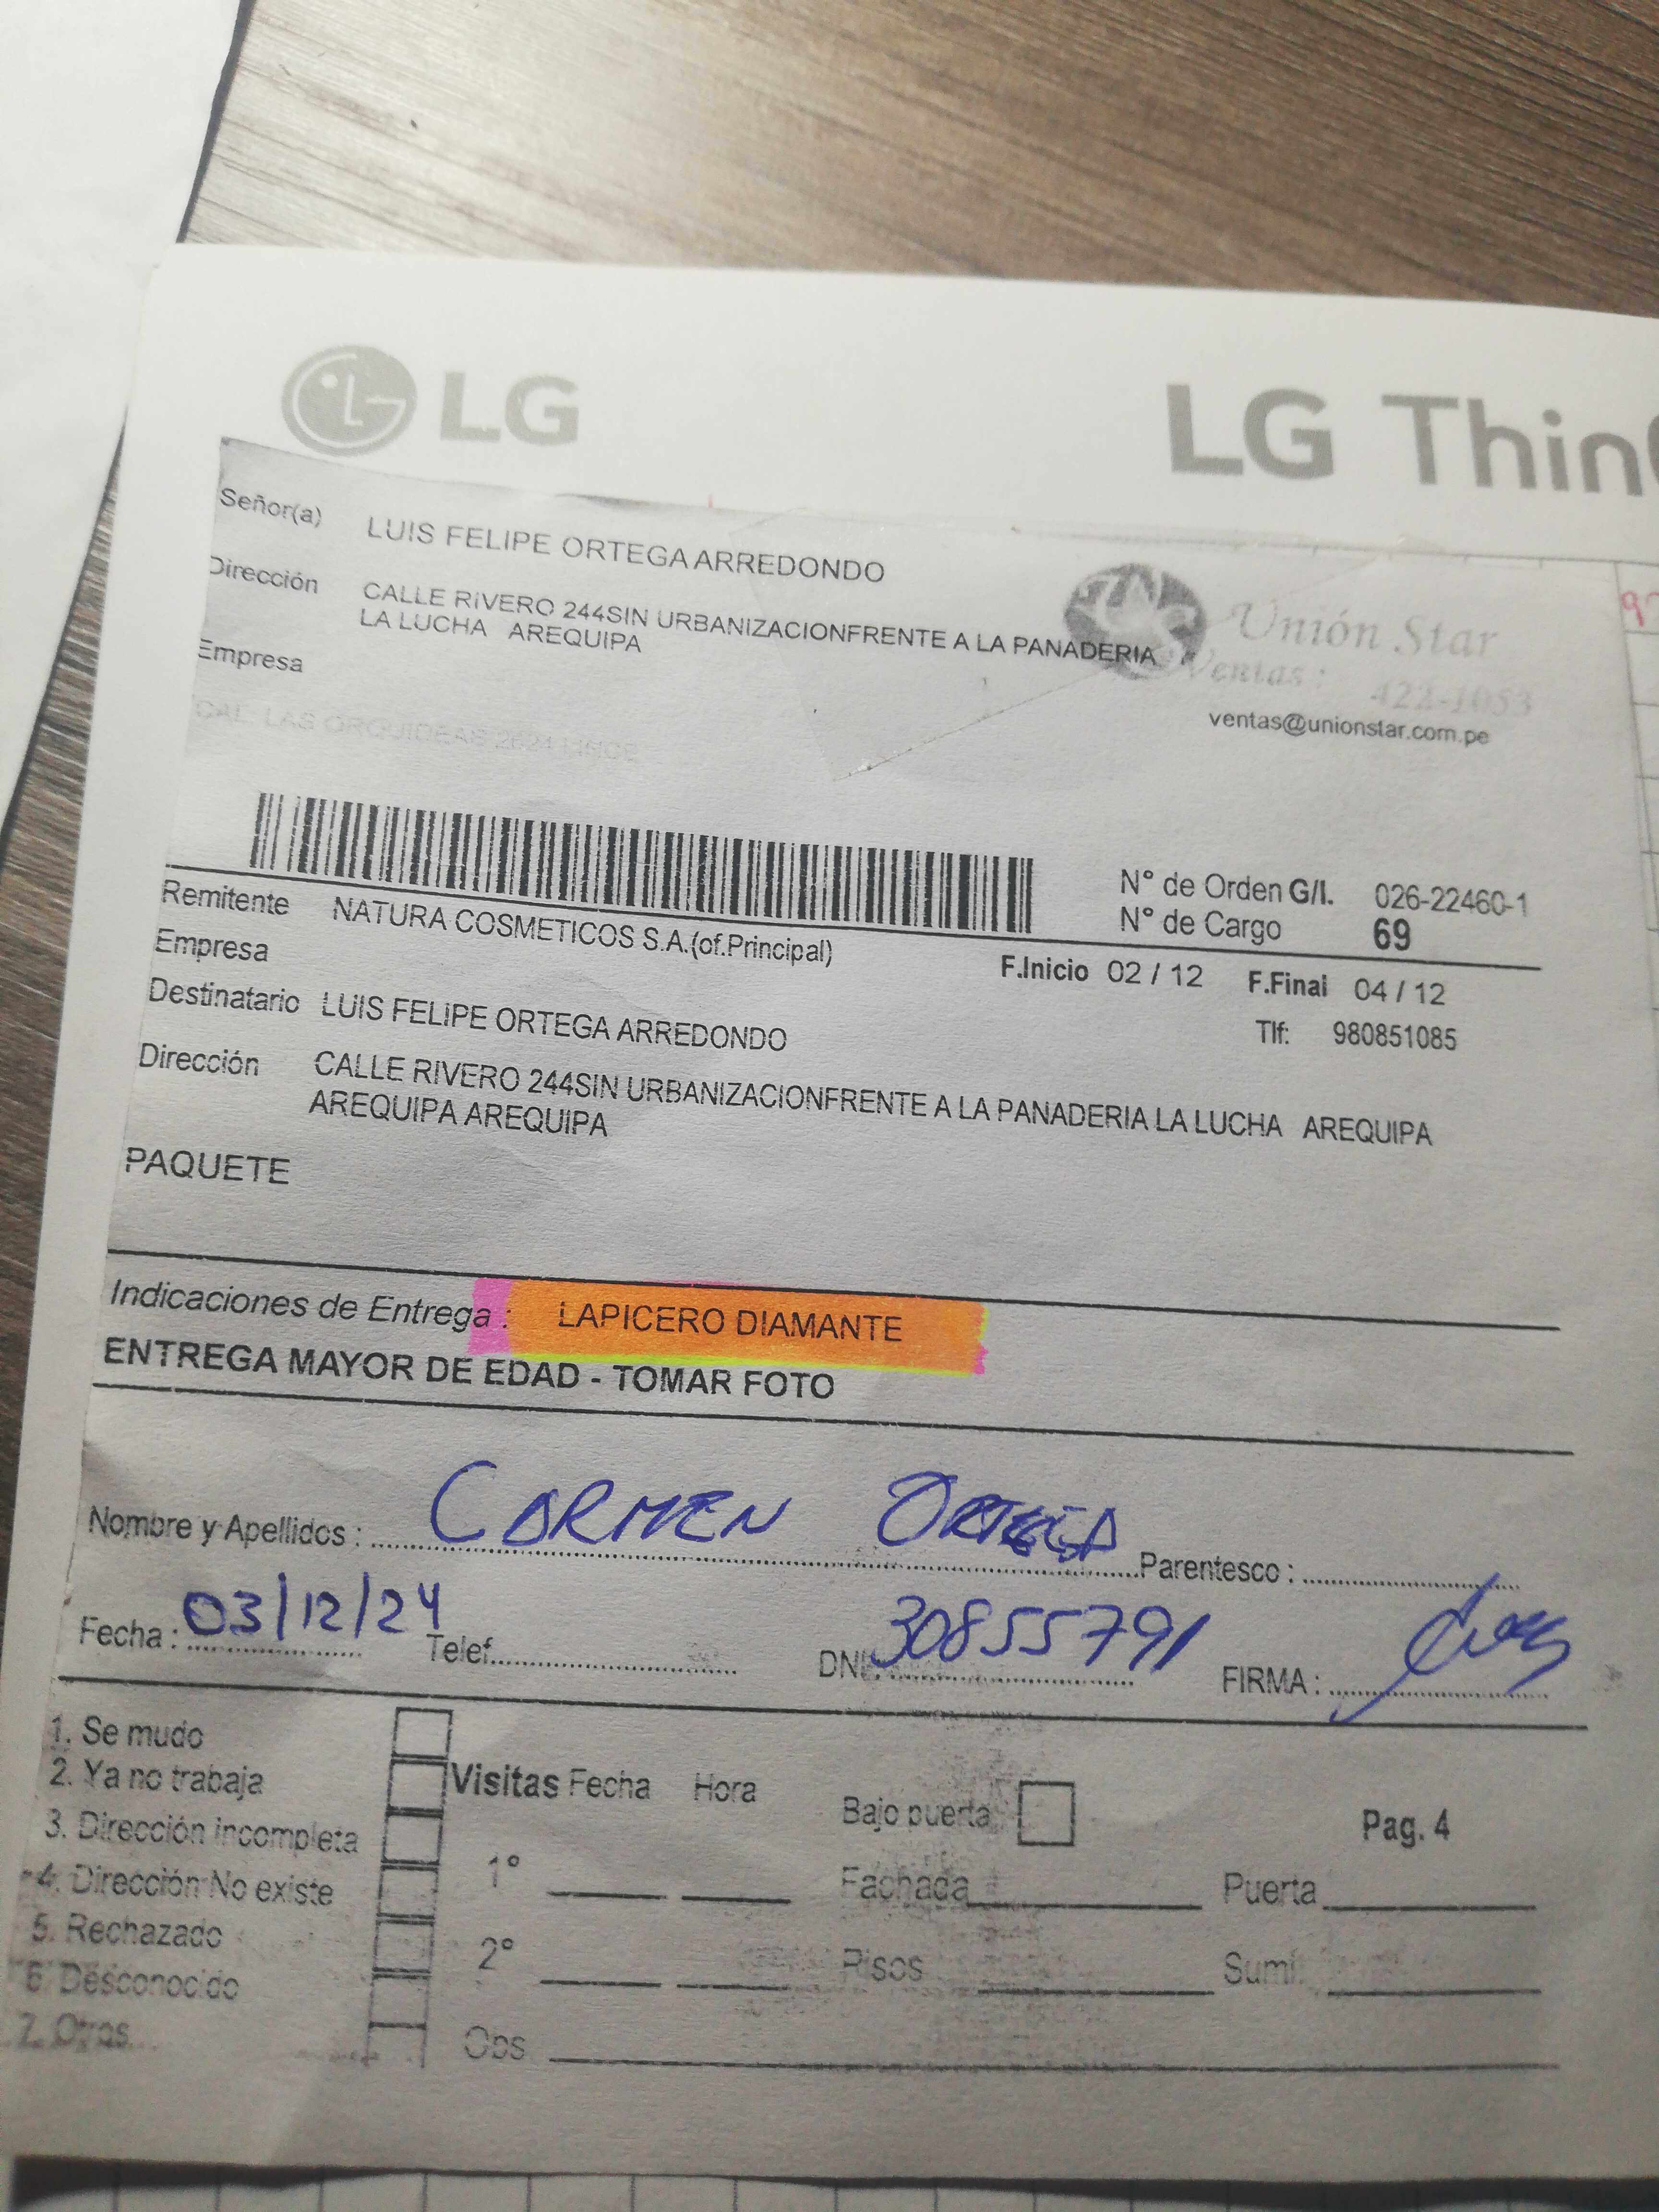 LG
LG Thin
Señor(a) LUIS FELIPE ORTEGA ARREDONDO
Dirección CALLE RIVERO 244SIN URBANIZACIONFRENTE A LA PANADERIA
LA LUCHA AREQUIPA
Empresa
Unión Star
Ventas:
422-1053
ventas@unionstar.com.pe
CAL. LAS ORQUIDEAS
N° de Orden G/I. 026-22460-1
N° de Cargo 69
Remitente NATURA COSMETICOS S.A.(of.Principal)
Empresa
F.Inicio 02 / 12 F.Final 04 / 12
Destinatario LUIS FELIPE ORTEGA ARREDONDO
Tlf: 980851085
Dirección CALLE RIVERO 244SIN URBANIZACIONFRENTE A LA PANADERIA LA LUCHA AREQUIPA
AREQUIPA AREQUIPA
PAQUETE
Indicaciones de Entrega : LAPICERO DIAMANTE
ENTREGA MAYOR DE EDAD - TOMAR FOTO
Nombre y Apellidos : CARMEN ORTEGA Parentesco :
Fecha : 03/12/24 Telef. DNI. 30855791 FIRMA :
1. Se mudo
2. Ya no trabaja
3. Dirección incompleta
4. Dirección No existe
5. Rechazado
6 Desconocido
7. Otros
Visitas Fecha Hora
1°
2°
Obs
Bajo puerta
Pag. 4
Fachada Puerta
Pisos Sumi.